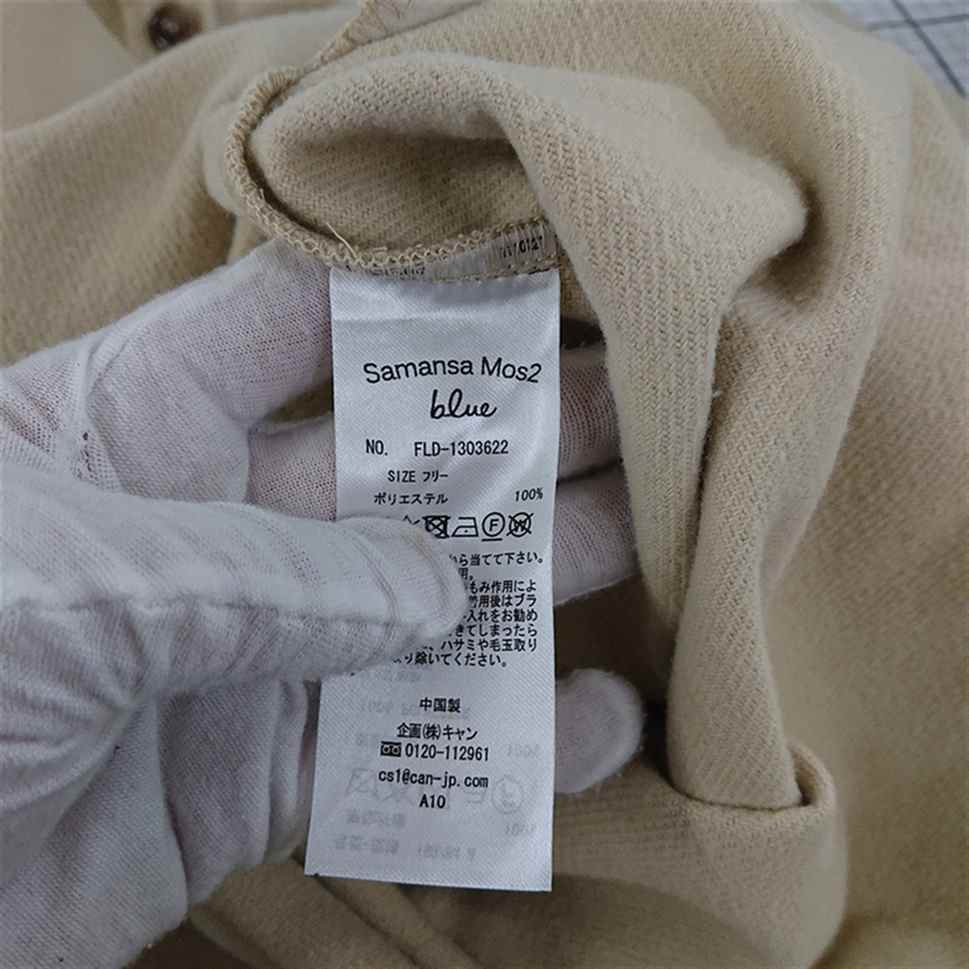 Samansa Mos2
blue
NO. FLD-1303622
SIZE フリー
ポリエステル 100%
F W
から当てて下さい。
用。
もみ作用によ
着用後はブラ
入れをお勧め
きてしまったら
、ハサミや毛玉取り
り除いてください。
中国製
企画(株)キャン
0120-112961
cs1@can-jp.com
A10